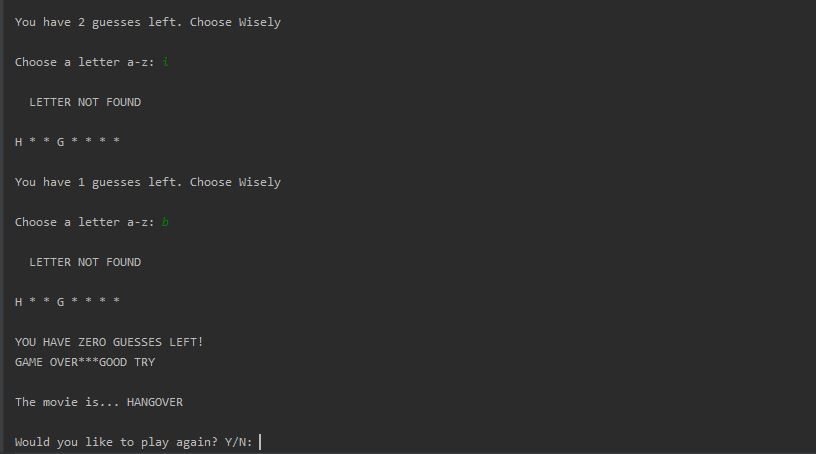 You have 2 guesses left. Choose Wisely
Choose a letter a-z: i
LETTER NOT FOUND
H * * G * * * *
You have 1 guesses left. Choose Wisely
Choose a letter a-z: b
LETTER NOT FOUND
H * * G * * * *
YOU HAVE ZERO GUESSES LEFT!
GAME OVER***GOOD TRY
The movie is... HANGOVER
Would you like to play again? Y/N: